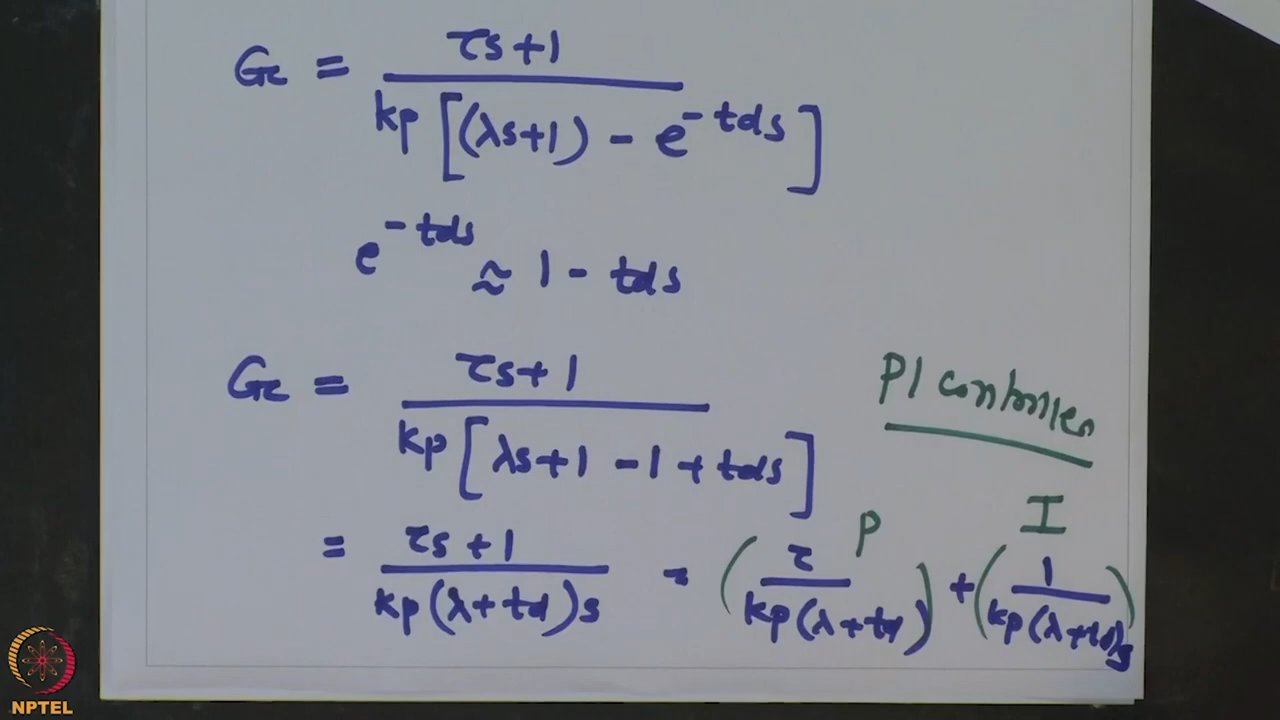 Gc = τs+1 / kp [(λs+1) - e^-tds]
e^-tds ≈ 1 - tds
Gc = τs+1 / kp [λs+1 -1 + tds]
PI controller
P I
= τs+1 / kp(λ+td)s = (τ / kp(λ+td)) + (1 / kp(λ+td)s)
NPTEL